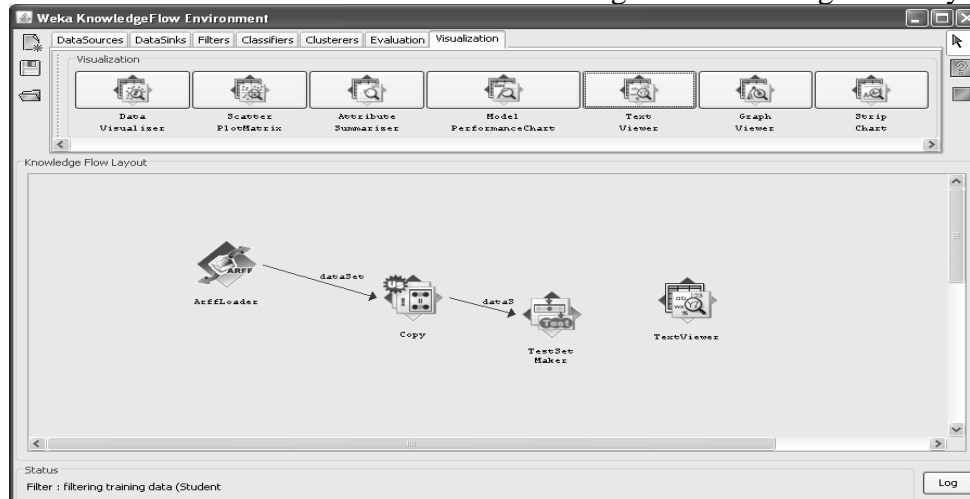 Weka KnowledgeFlow Environment
DataSources DataSinks Filters Classifiers Clusterers Evaluation Visualization
Visualization
Data Visualizer
Scatter PlotMatrix
Attribute Summarizer
Model PerformanceChart
Text Viewer
Graph Viewer
Strip Chart
Knowledge Flow Layout
ARFF
ArffLoader
dataSet
Copy
dataS
Test
TestSet
Maker
TextViewer
Status
Filter : filtering training data (Student
Log